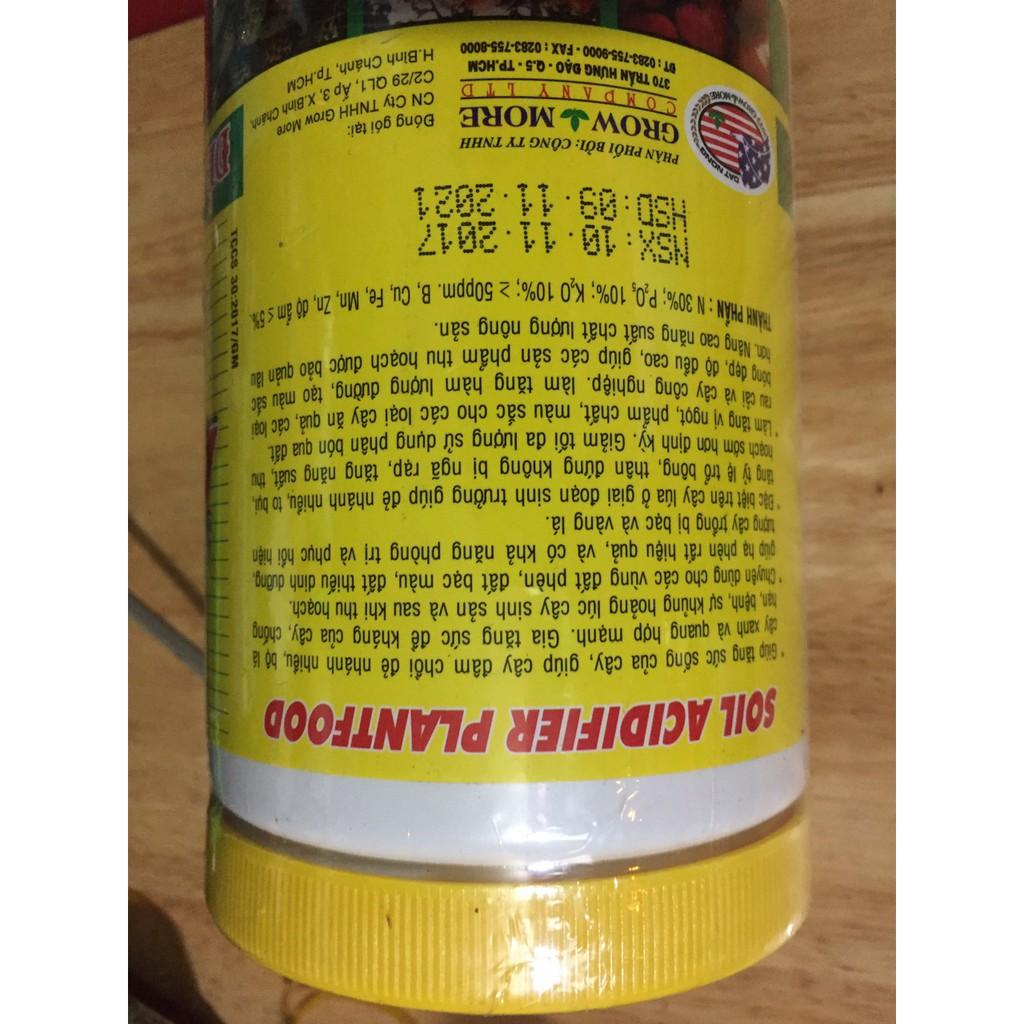 SOIL ACIDIFIER PLANTFOOD
* Giúp tăng sức sống của cây, giúp cây đâm chồi đẻ nhánh nhiều, bộ lá
cây xanh và quang hợp mạnh. Gia tăng sức đề kháng của cây, chống
hạn, bệnh, sự khủng hoảng lúc cây sinh sản và sau khi thu hoạch.
* Chuyên dùng cho các vùng đất phèn, đất bạc màu, đất thiếu dinh dưỡng,
giúp hạ phèn rất hiệu quả, và có khả năng phòng trị và phục hồi hiện
tượng cây trồng bị bạc và vàng lá.
* Đặc biệt trên cây lúa ở giai đoạn sinh trưởng giúp đẻ nhánh nhiều, to bụi,
tăng tỷ lệ trổ bông, thân đứng không bị ngã rạp, tăng năng suất, thu
hoạch sớm hơn định kỳ. Giảm tối đa lượng sử dụng phân bón qua đất.
* Làm tăng vị ngọt, phẩm chất, màu sắc cho các loại cây ăn quả, các loại
rau cải và cây công nghiệp. làm tăng hàm lượng đường, tạo màu sắc
bóng đẹp, độ đều cao, giúp các sản phẩm thu hoạch được bảo quản lâu
hơn. Nâng cao năng suất chất lượng nông sản.
THÀNH PHẦN : N 30%; P₂O₅ 10%; K₂O 10%; ≥ 50ppm. B, Cu, Fe, Mn, Zn, độ ẩm ≤ 5%.
TCCS 30:2017/GM
NSX: 10.11.2017
HSD: 09.11.2021
DAT NONG
GROW MORE
PHÂN PHỐI BỞI: CÔNG TY TNHH
GROW MORE
COMPANY LTD
370 TRẦN HƯNG ĐẠO - Q.5 - TP.HCM
ĐT : 0283-755-9000 - FAX : 0283-755-8000
Đóng gói tại:
CN Cty TNHH Grow More
C2/29 QL1, Ấp 3, X.Bình Chánh,
H.Bình Chánh, Tp.HCM